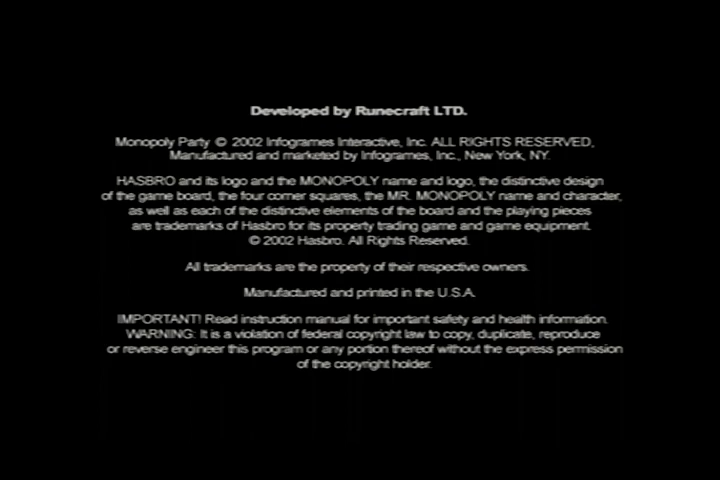 Developed by Runecraft LTD.
Monopoly Party © 2002 Infogrames Interactive, Inc. ALL RIGHTS RESERVED,
Manufactured and marketed by Infogrames, Inc., New York, NY.
HASBRO and its logo and the MONOPOLY name and logo, the distinctive design
of the game board, the four corner squares, the MR. MONOPOLY name and character,
as well as each of the distinctive elements of the board and the playing pieces
are trademarks of Hasbro for its property trading game and game equipment.
© 2002 Hasbro. All Rights Reserved.
All trademarks are the property of their respective owners.
Manufactured and printed in the U.S.A.
IMPORTANT! Read instruction manual for important safety and health information.
WARNING: It is a violation of federal copyright law to copy, duplicate, reproduce
or reverse engineer this program or any portion thereof without the express permission
of the copyright holder.